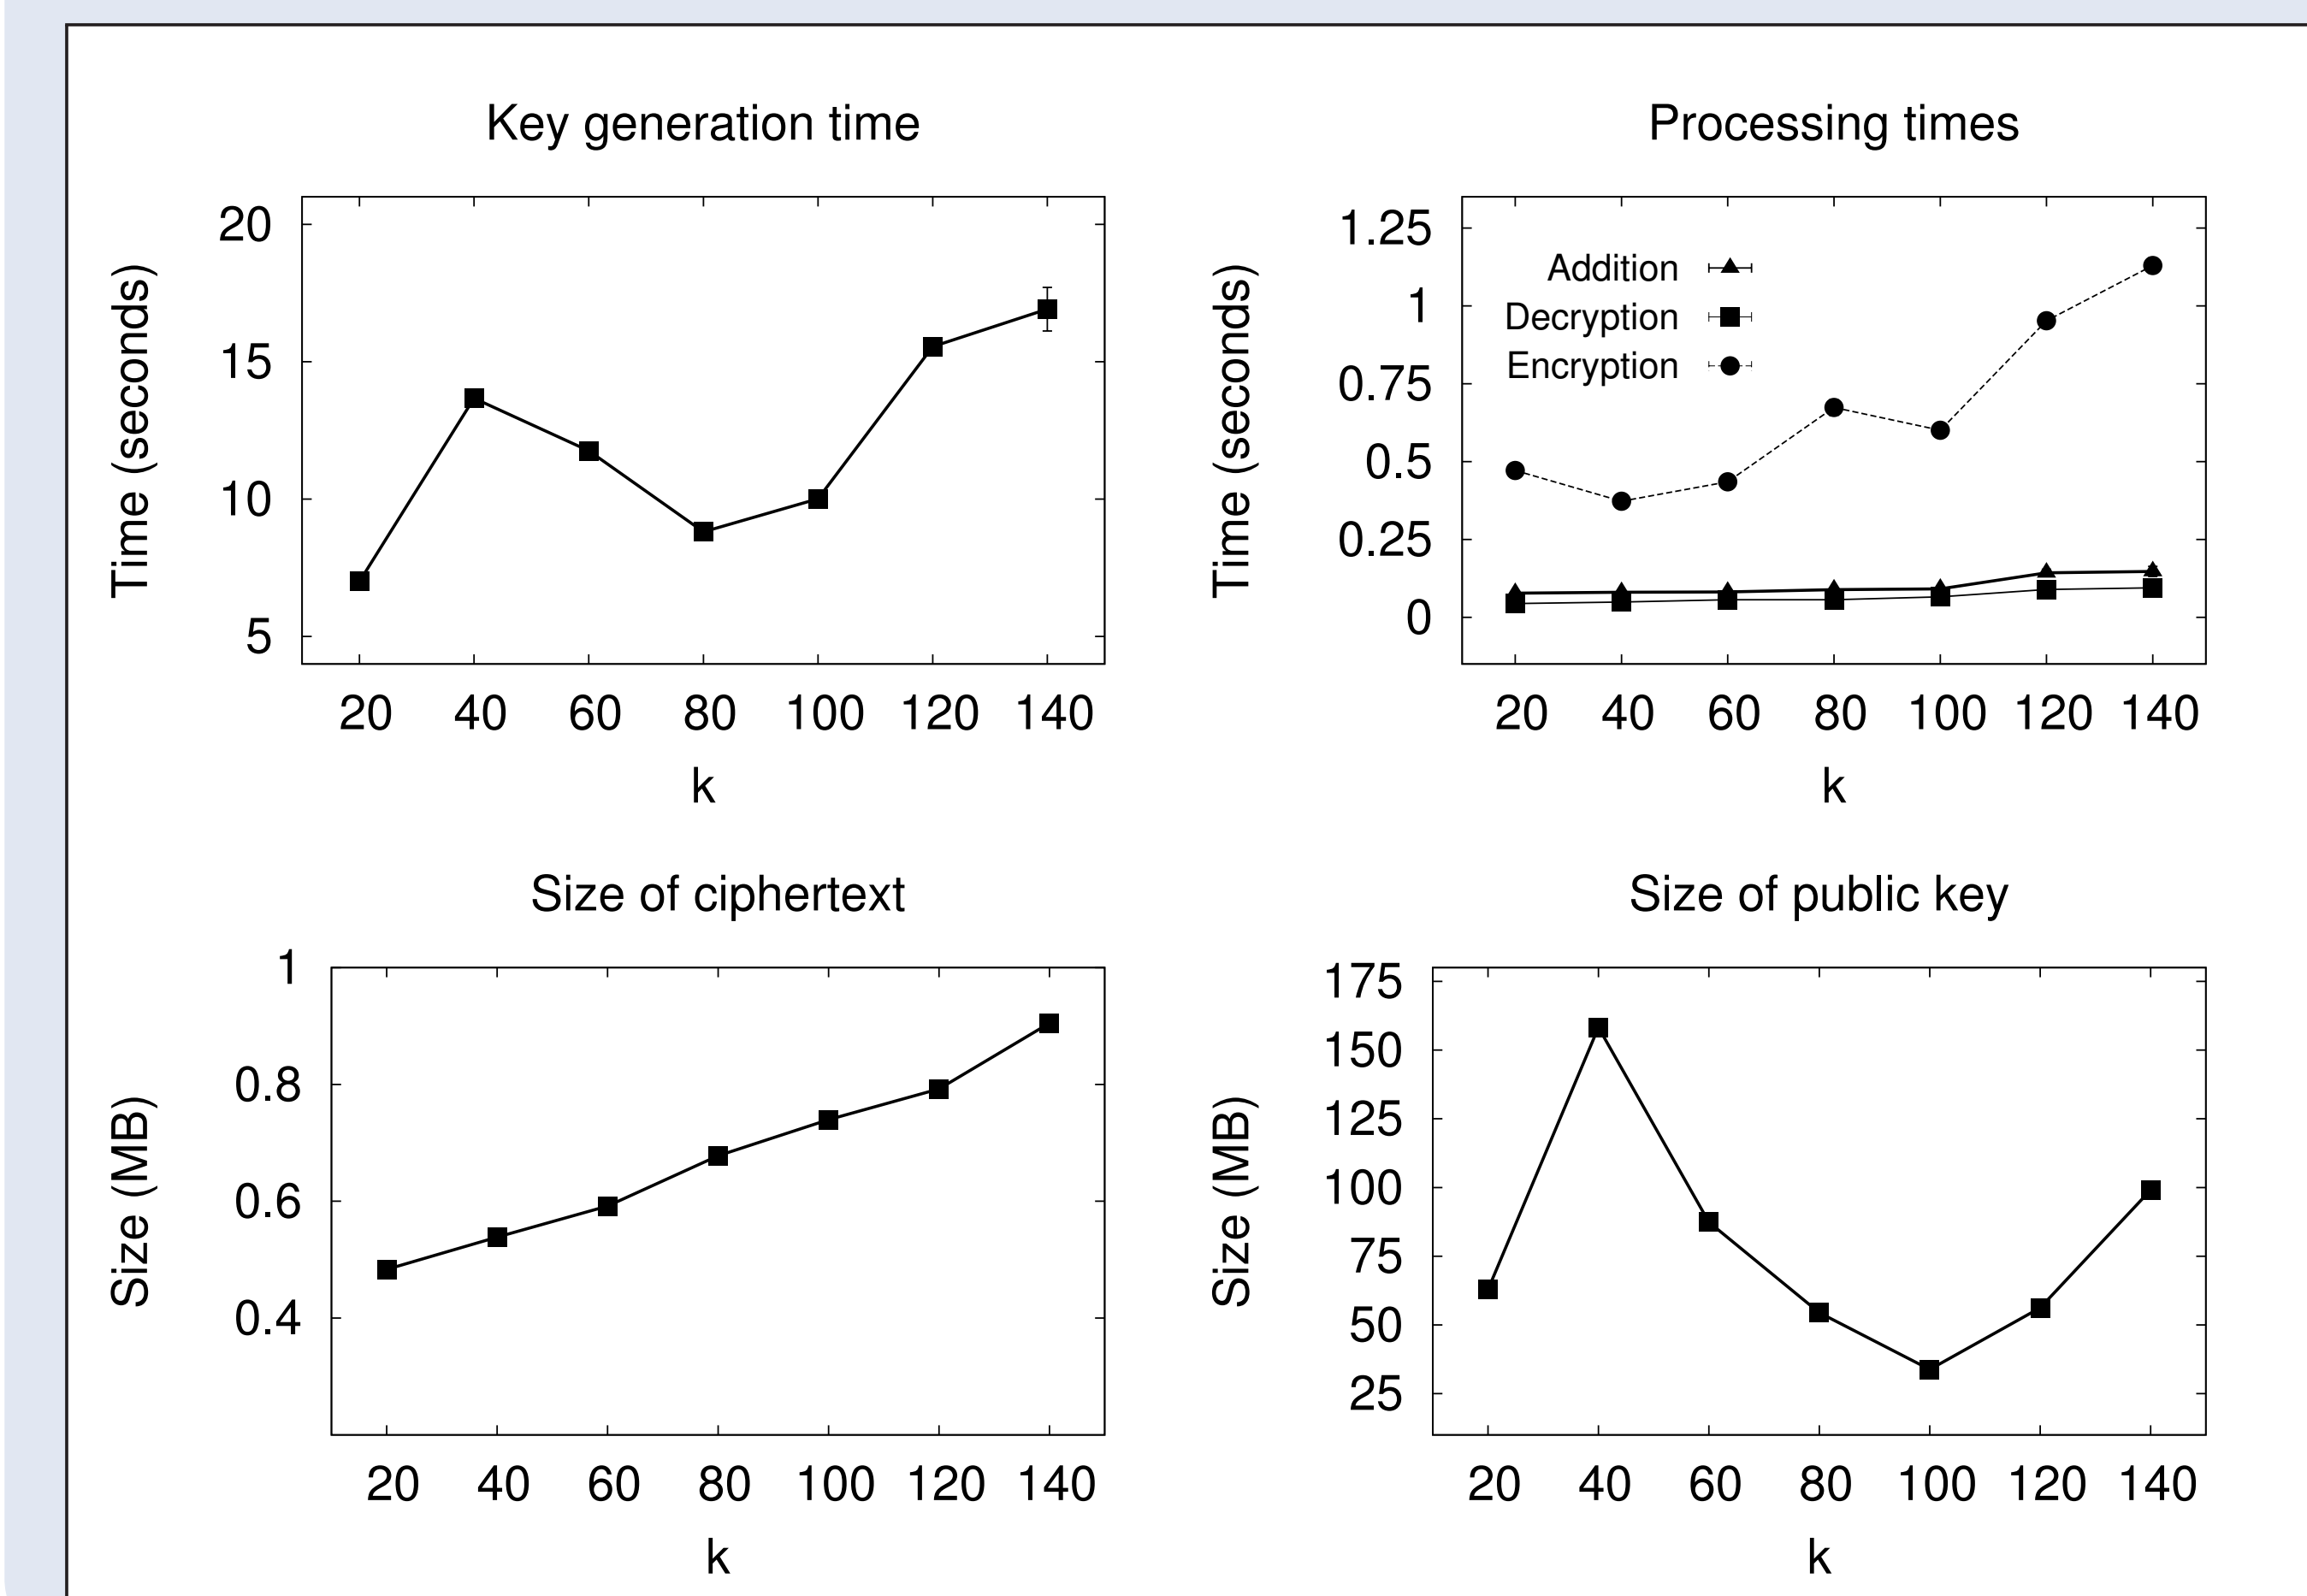 Key generation time
20
15
10
5
Time (seconds)
20 40 60 80 100 120 140
k
Processing times
1.25
1
0.75
0.5
0.25
0
Time (seconds)
Addition
Decryption
Encryption
20 40 60 80 100 120 140
k
Size of ciphertext
1
0.8
0.6
0.4
Size (MB)
20 40 60 80 100 120 140
k
Size of public key
175
150
125
100
75
50
25
Size (MB)
20 40 60 80 100 120 140
k